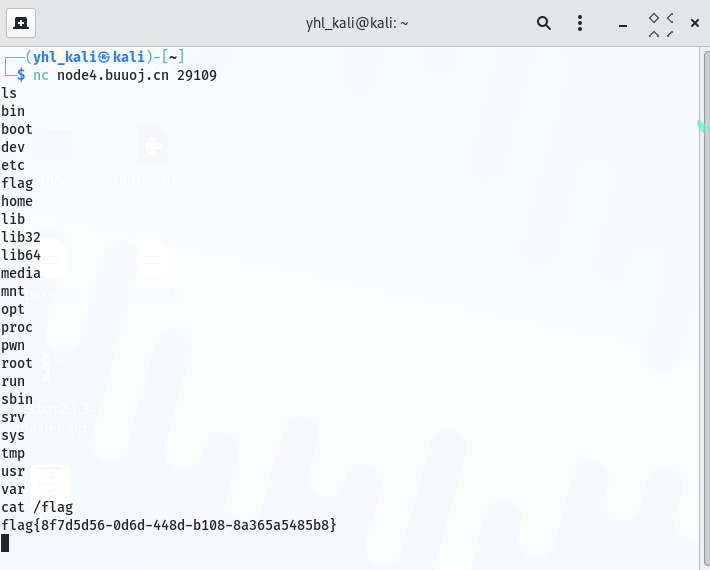 yhl_kali@kali: ~
┌──(yhl_kali㉿kali)-[~]
└─$ nc node4.buuoj.cn 29109
ls
bin
boot
dev
etc
flag
home
lib
lib32
lib64
media
mnt
opt
proc
pwn
root
run
sbin
srv
sys
tmp
usr
var
cat /flag
flag{8f7d5d56-0d6d-448d-b108-8a365a5485b8}